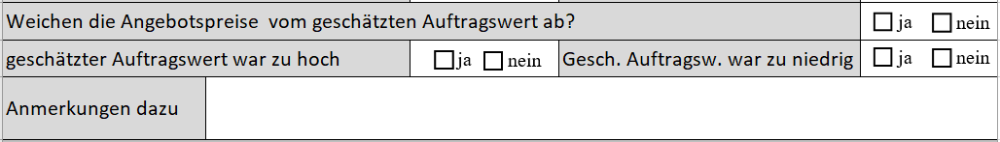 Weichen die Angebotspreise vom geschätzten Auftragswert ab? ja nein
geschätzter Auftragswert war zu hoch ja nein Gesch. Auftragsw. war zu niedrig ja nein
Anmerkungen dazu